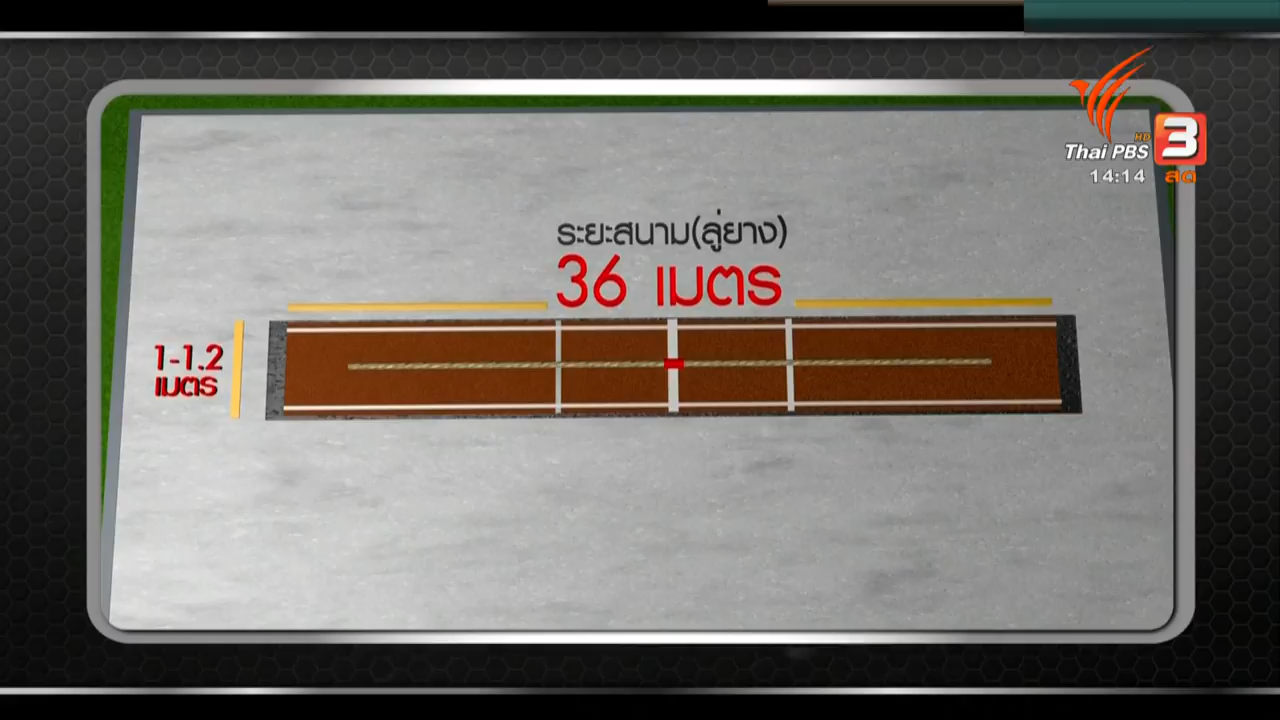 HD
Thai PBS
3
14:14
สด
ระยะสนาม(ลู่ยาง)
36 เมตร
1-1.2
เมตร